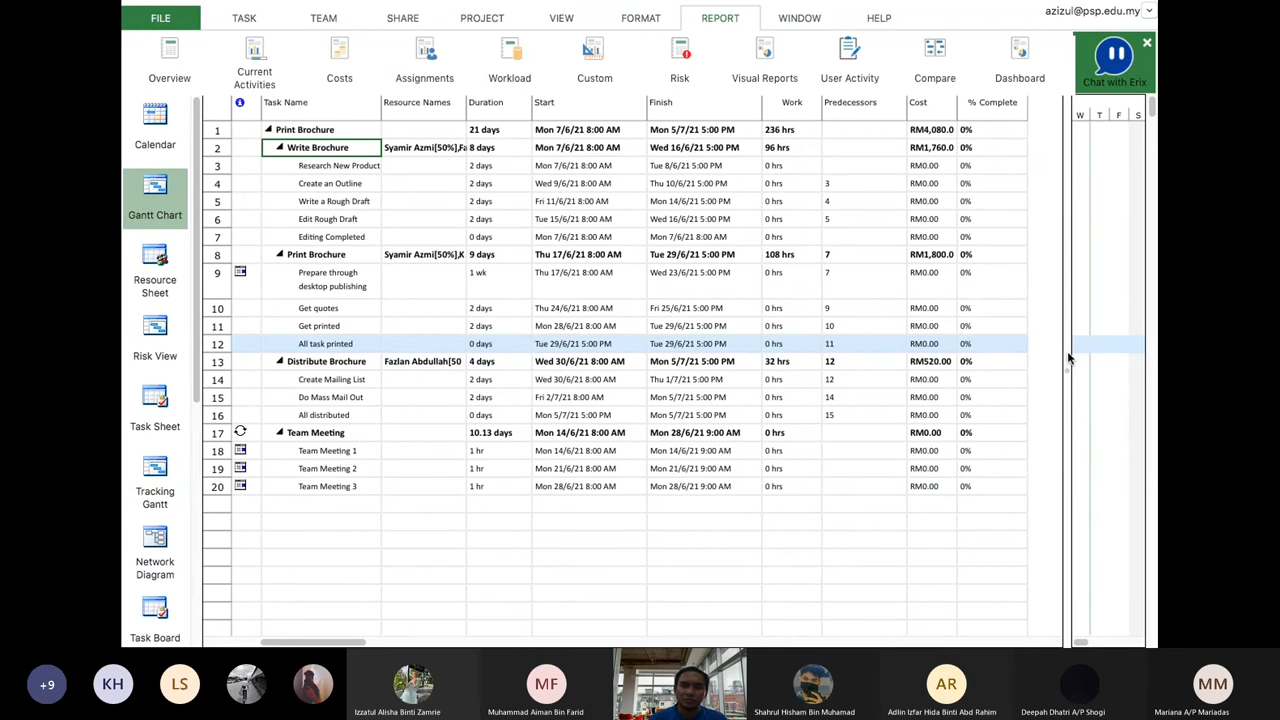 FILE TASK TEAM SHARE PROJECT VIEW FORMAT REPORT WINDOW HELP azizul@psp.edu.my
Overview Current Activities Costs Assignments Workload Custom Risk Visual Reports User Activity Compare Dashboard Chat with Erix
Task Name Resource Names Duration Start Finish Work Predecessors Cost % Complete
W T F S
1 Print Brochure 21 days Mon 7/6/21 8:00 AM Mon 5/7/21 5:00 PM 236 hrs RM4,080.0 0%
2 Write Brochure Syamir Azmi[50%],Fa 8 days Mon 7/6/21 8:00 AM Wed 16/6/21 5:00 PM 96 hrs RM1,760.0 0%
3 Research New Product 2 days Mon 7/6/21 8:00 AM Tue 8/6/21 5:00 PM 0 hrs RM0.00 0%
4 Create an Outline 2 days Wed 9/6/21 8:00 AM Thu 10/6/21 5:00 PM 0 hrs 3 RM0.00 0%
5 Write a Rough Draft 2 days Fri 11/6/21 8:00 AM Mon 14/6/21 5:00 PM 0 hrs 4 RM0.00 0%
6 Edit Rough Draft 2 days Tue 15/6/21 8:00 AM Wed 16/6/21 5:00 PM 0 hrs 5 RM0.00 0%
7 Editing Completed 0 days Mon 7/6/21 8:00 AM Mon 7/6/21 8:00 AM 0 hrs RM0.00 0%
8 Print Brochure Syamir Azmi[50%],K 9 days Thu 17/6/21 8:00 AM Tue 29/6/21 5:00 PM 108 hrs 7 RM1,800.0 0%
9 Prepare through desktop publishing 1 wk Thu 17/6/21 8:00 AM Wed 23/6/21 5:00 PM 0 hrs 7 RM0.00 0%
10 Get quotes 2 days Thu 24/6/21 8:00 AM Fri 25/6/21 5:00 PM 0 hrs 9 RM0.00 0%
11 Get printed 2 days Mon 28/6/21 8:00 AM Tue 29/6/21 5:00 PM 0 hrs 10 RM0.00 0%
12 All task printed 0 days Tue 29/6/21 5:00 PM Tue 29/6/21 5:00 PM 0 hrs 11 RM0.00 0%
13 Distribute Brochure Fazlan Abdullah[50 4 days Wed 30/6/21 8:00 AM Mon 5/7/21 5:00 PM 32 hrs 12 RM520.00 0%
14 Create Mailing List 2 days Wed 30/6/21 8:00 AM Thu 1/7/21 5:00 PM 0 hrs 12 RM0.00 0%
15 Do Mass Mail Out 2 days Fri 2/7/21 8:00 AM Mon 5/7/21 5:00 PM 0 hrs 14 RM0.00 0%
16 All distributed 0 days Mon 5/7/21 5:00 PM Mon 5/7/21 5:00 PM 0 hrs 15 RM0.00 0%
17 Team Meeting 10.13 days Mon 14/6/21 8:00 AM Mon 28/6/21 9:00 AM 0 hrs RM0.00 0%
18 Team Meeting 1 1 hr Mon 14/6/21 8:00 AM Mon 14/6/21 9:00 AM 0 hrs RM0.00 0%
19 Team Meeting 2 1 hr Mon 21/6/21 8:00 AM Mon 21/6/21 9:00 AM 0 hrs RM0.00 0%
20 Team Meeting 3 1 hr Mon 28/6/21 8:00 AM Mon 28/6/21 9:00 AM 0 hrs RM0.00 0%
Calendar
Gantt Chart
Resource Sheet
Risk View
Task Sheet
Tracking Gantt
Network Diagram
Task Board
+9 KH LS MF AR MM
Izzatul Alisha Binti Zamrie Muhammad Aiman Bin Farid Shahrul Hisham Bin Muhamad Adlin Izfar Hida Binti Abd Rahim Deepah Dhatri A/P Shogi Mariana A/P Mariadas